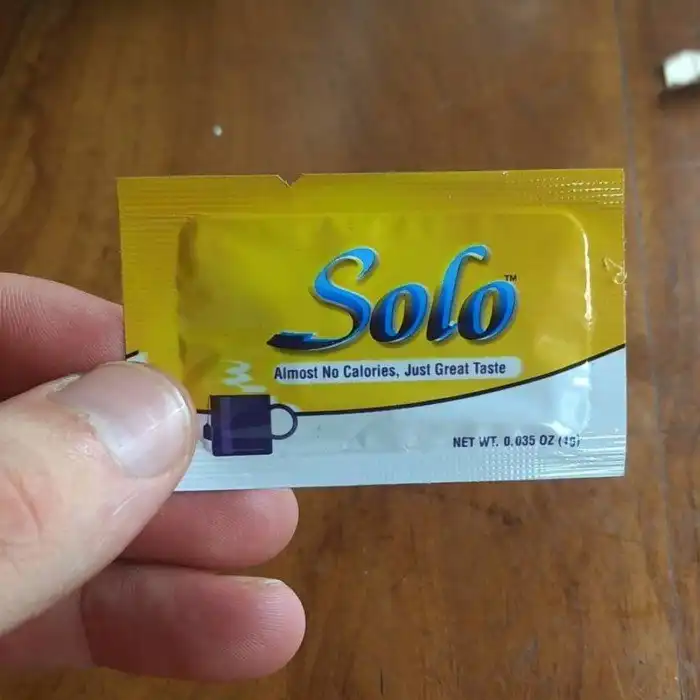 Solo™
Almost No Calories, Just Great Taste
NET WT. 0.035 OZ (1g)